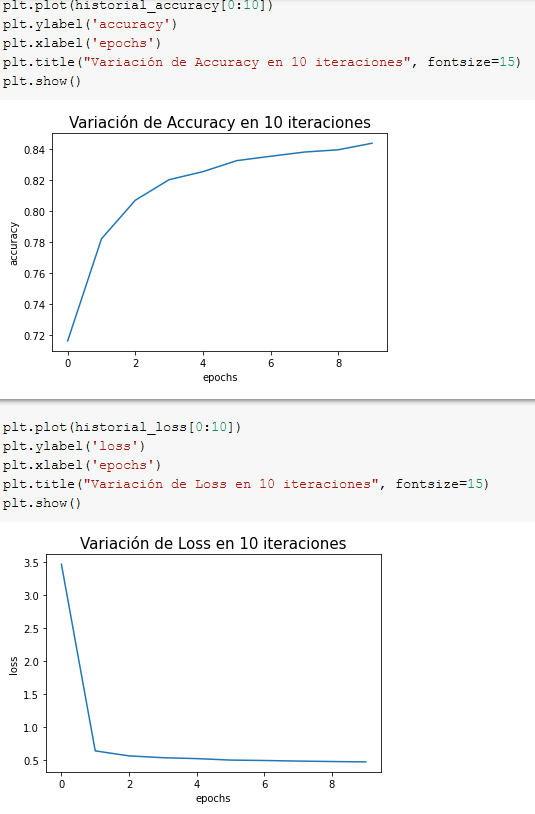 plt.plot(historial_accuracy[0:10])
plt.ylabel('accuracy')
plt.xlabel('epochs')
plt.title("Variación de Accuracy en 10 iteraciones", fontsize=15)
plt.show()
Variación de Accuracy en 10 iteraciones
0.84
0.82
0.80
0.78
0.76
0.74
0.72
accuracy
0 2 4 6 8
epochs
plt.plot(historial_loss[0:10])
plt.ylabel('loss')
plt.xlabel('epochs')
plt.title("Variación de Loss en 10 iteraciones", fontsize=15)
plt.show()
Variación de Loss en 10 iteraciones
3.5
3.0
2.5
2.0
1.5
1.0
0.5
loss
0 2 4 6 8
epochs